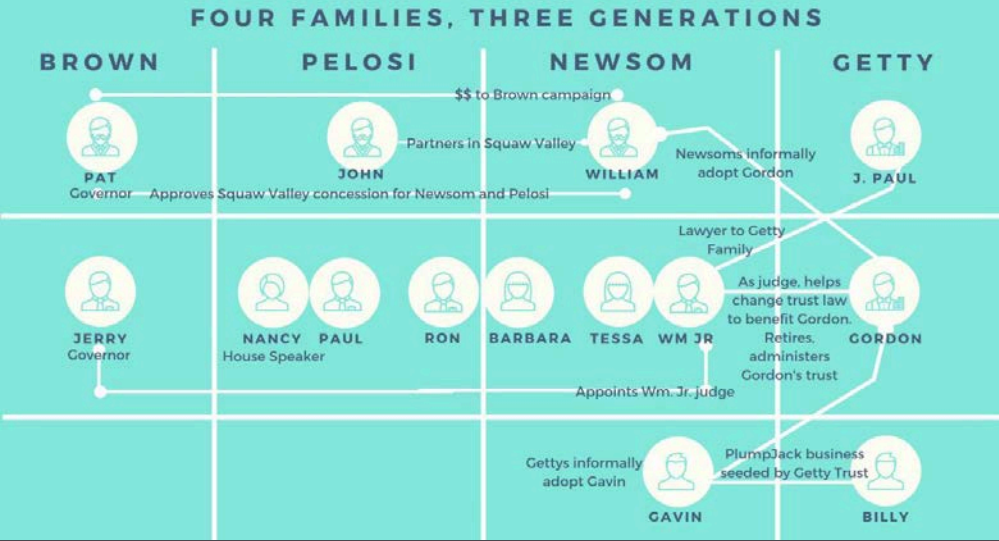 FOUR FAMILIES, THREE GENERATIONS
BROWN
PELOSI
NEWSOM
GETTY
$$ to Brown campaign
Partners in Squaw Valley
Newsoms informally
adopt Gordon
PAT
Governor
JOHN
WILLIAM
J. PAUL
Approves Squaw Valley concession for Newsom and Pelosi
Lawyer to Getty
Family
As judge, helps
change trust law
to benefit Gordon.
Retires,
administers
Gordon's trust
JERRY
Governor
NANCY
House Speaker
PAUL
RON
BARBARA
TESSA
WM JR
GORDON
Appoints Wm. Jr. judge
Gettys informally
adopt Gavin
PlumpJack business
seeded by Getty Trust
GAVIN
BILLY